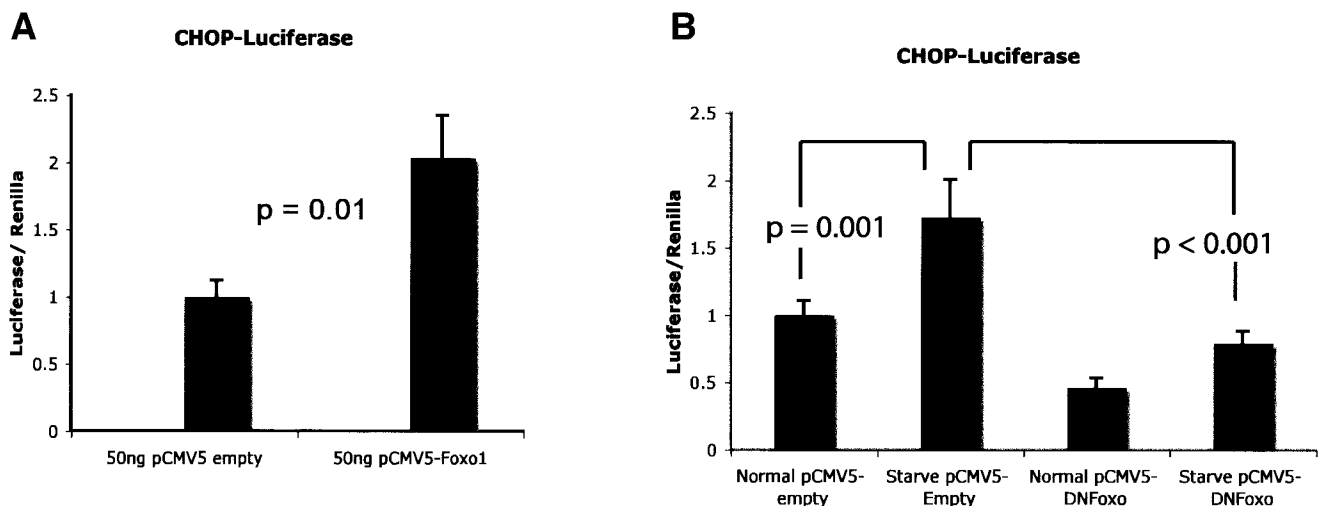 A
CHOP-Luciferase
2.5
2
1.5
1
0.5
0
Luciferase/ Renilla
p = 0.01
50ng pCMV5 empty
50ng pCMV5-Foxo1
B
CHOP-Luciferase
2.5
2
1.5
1
0.5
0
Luciferase/Renilla
p = 0.001
p < 0.001
Normal pCMV5-
empty
Starve pCMV5-
Empty
Normal pCMV5-
DNFoxo
Starve pCMV5-
DNFoxo